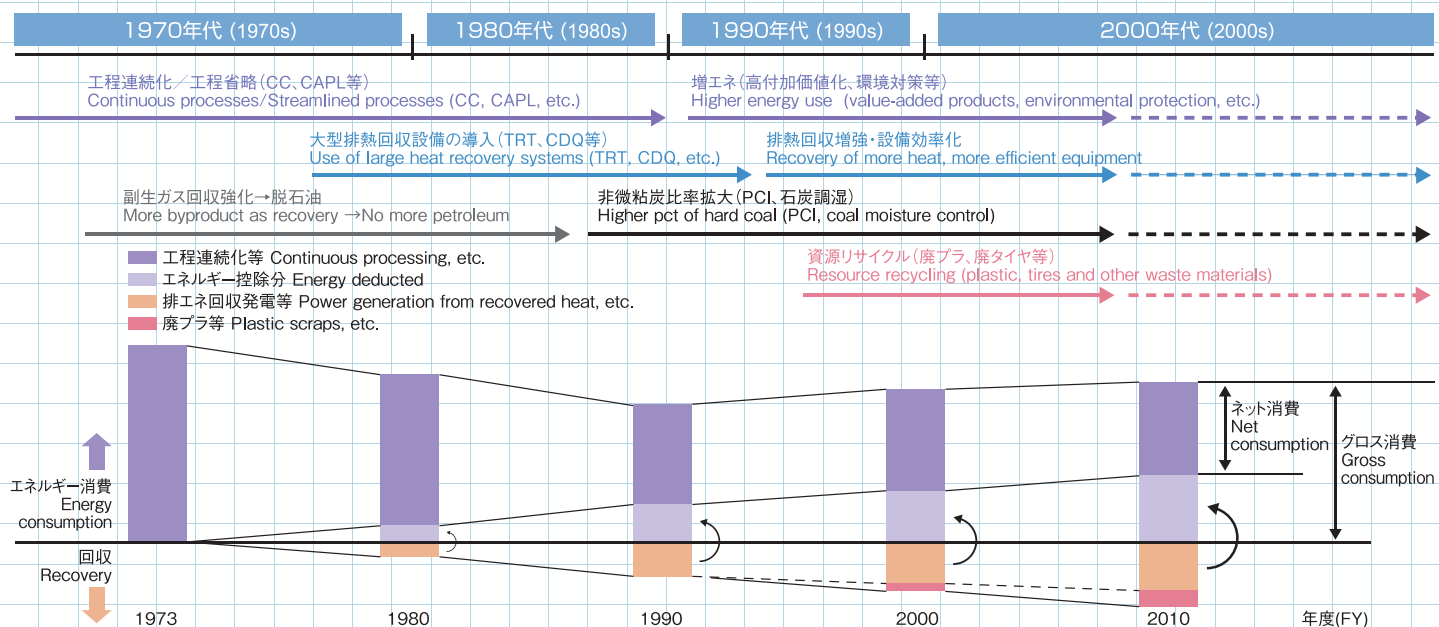 1970年代 (1970s)
1980年代 (1980s)
1990年代 (1990s)
2000年代 (2000s)
工程連続化／工程省略（CC、CAPL等）
Continuous processes/Streamlined processes (CC, CAPL, etc.)
増エネ（高付加価値化、環境対策等）
Higher energy use (value-added products, environmental protection, etc.)
大型排熱回収設備の導入（TRT、CDQ等）
Use of large heat recovery systems (TRT, CDQ, etc.)
排熱回収増強・設備効率化
Recovery of more heat, more efficient equipment
副生ガス回収強化→脱石油
More byproduct as recovery →No more petroleum
非微粘炭比率拡大（PCI、石炭調湿）
Higher pct of hard coal (PCI, coal moisture control)
資源リサイクル（廃プラ、廃タイヤ等）
Resource recycling (plastic, tires and other waste materials)
工程連続化等 Continuous processing, etc.
エネルギー控除分 Energy deducted
排エネ回収発電等 Power generation from recovered heat, etc.
廃プラ等 Plastic scraps, etc.
エネルギー消費
Energy
consumption
回収
Recovery
ネット消費
Net
consumption
グロス消費
Gross
consumption
1973
1980
1990
2000
2010
年度(FY)